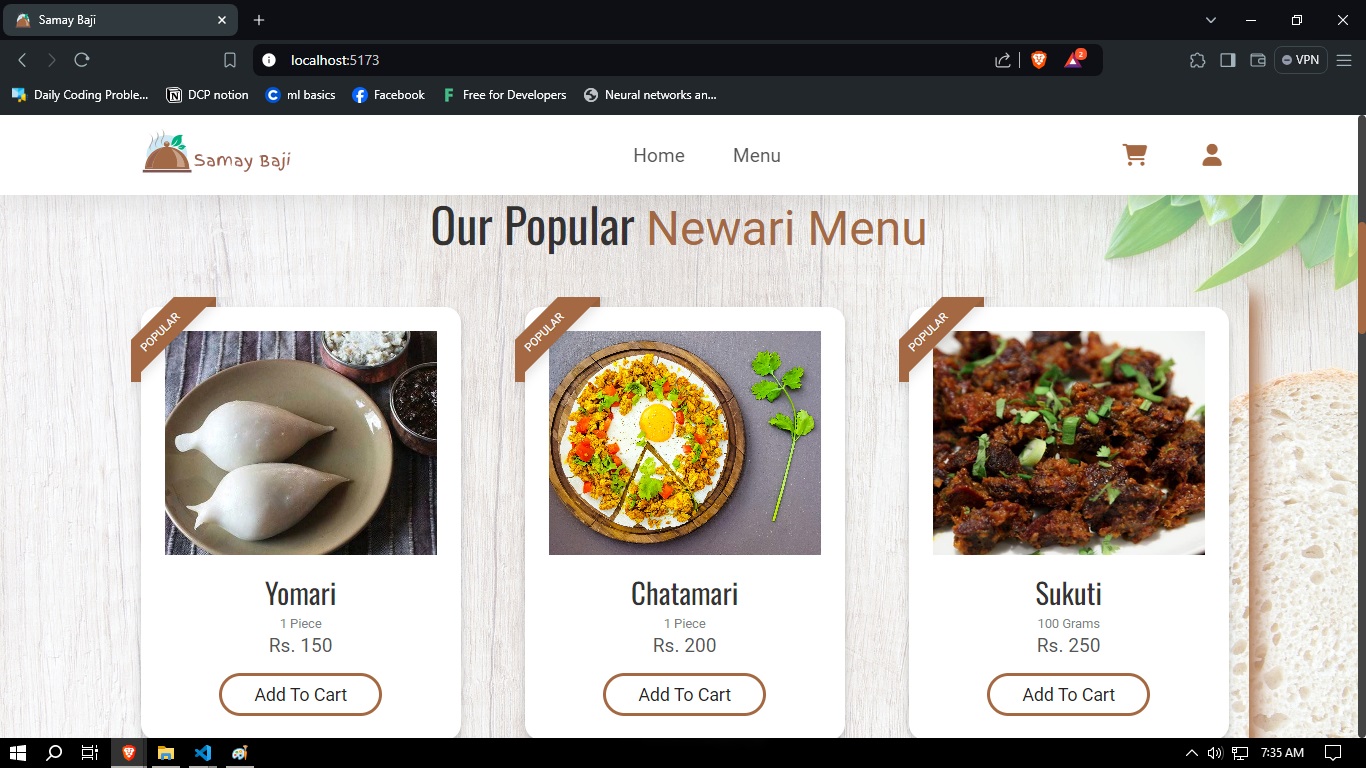 Samay Baji
localhost:5173
2
VPN
Daily Coding Proble...
DCP notion
ml basics
Facebook
Free for Developers
Neural networks an...
Samay Baji
Home
Menu
Our Popular Newari Menu
POPULAR
POPULAR
POPULAR
Yomari
1 Piece
Rs. 150
Add To Cart
Chatamari
1 Piece
Rs. 200
Add To Cart
Sukuti
100 Grams
Rs. 250
Add To Cart
7:35 AM